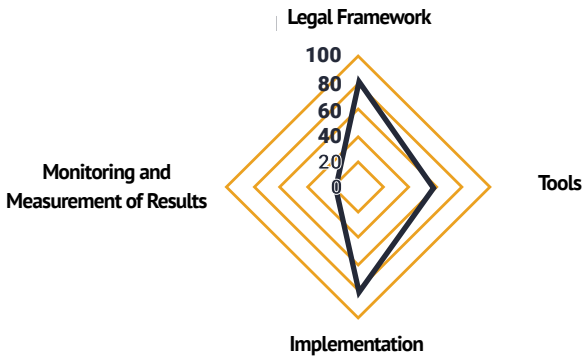 Legal Framework
100
80
60
40
20
0
Monitoring and
Measurement of Results
Tools
Implementation